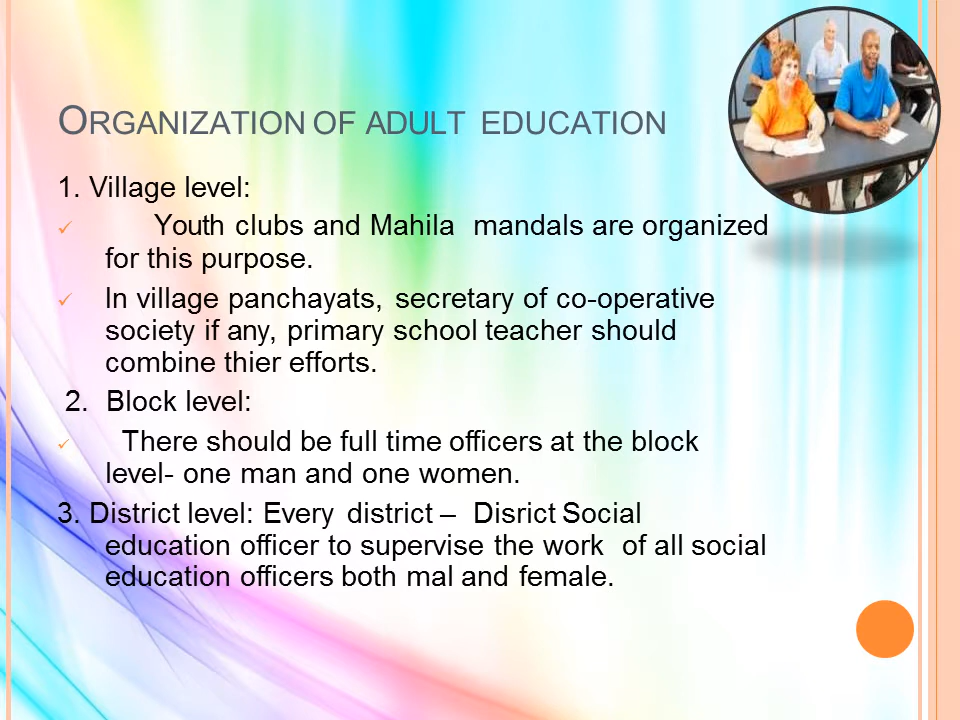 ORGANIZATION OF ADULT EDUCATION
1. Village level:
✓ Youth clubs and Mahila mandals are organized
for this purpose.
✓ In village panchayats, secretary of co-operative
society if any, primary school teacher should
combine thier efforts.
2. Block level:
✓ There should be full time officers at the block
level- one man and one women.
3. District level: Every district – Disrict Social
education officer to supervise the work of all social
education officers both mal and female.